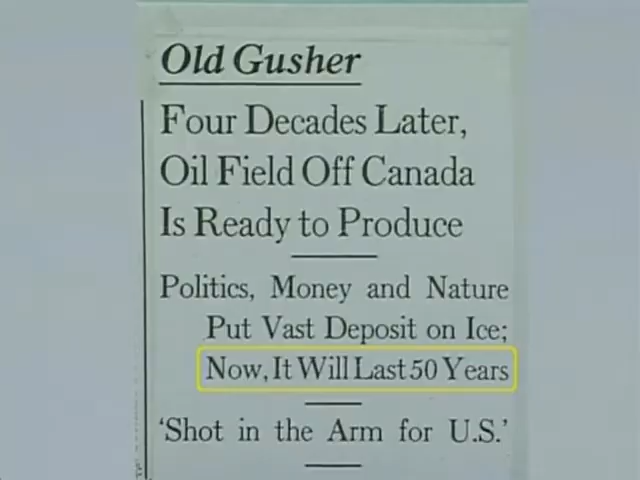 Old Gusher
Four Decades Later,
Oil Field Off Canada
Is Ready to Produce
Politics, Money and Nature
Put Vast Deposit on Ice;
Now, It Will Last 50 Years
'Shot in the Arm for U.S.'